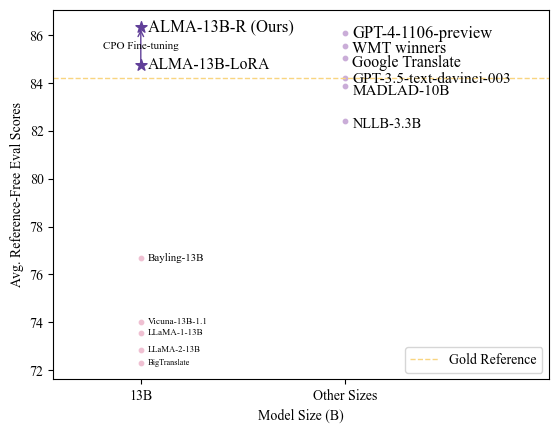 86
84
82
80
78
76
74
72
Avg. Reference-Free Eval Scores
ALMA-13B-R (Ours)
CPO Fine-tuning
ALMA-13B-LoRA
GPT-4-1106-preview
WMT winners
Google Translate
GPT-3.5-text-davinci-003
MADLAD-10B
NLLB-3.3B
Bayling-13B
Vicuna-13B-1.1
LLaMA-1-13B
LLaMA-2-13B
BigTranslate
Gold Reference
13B
Other Sizes
Model Size (B)